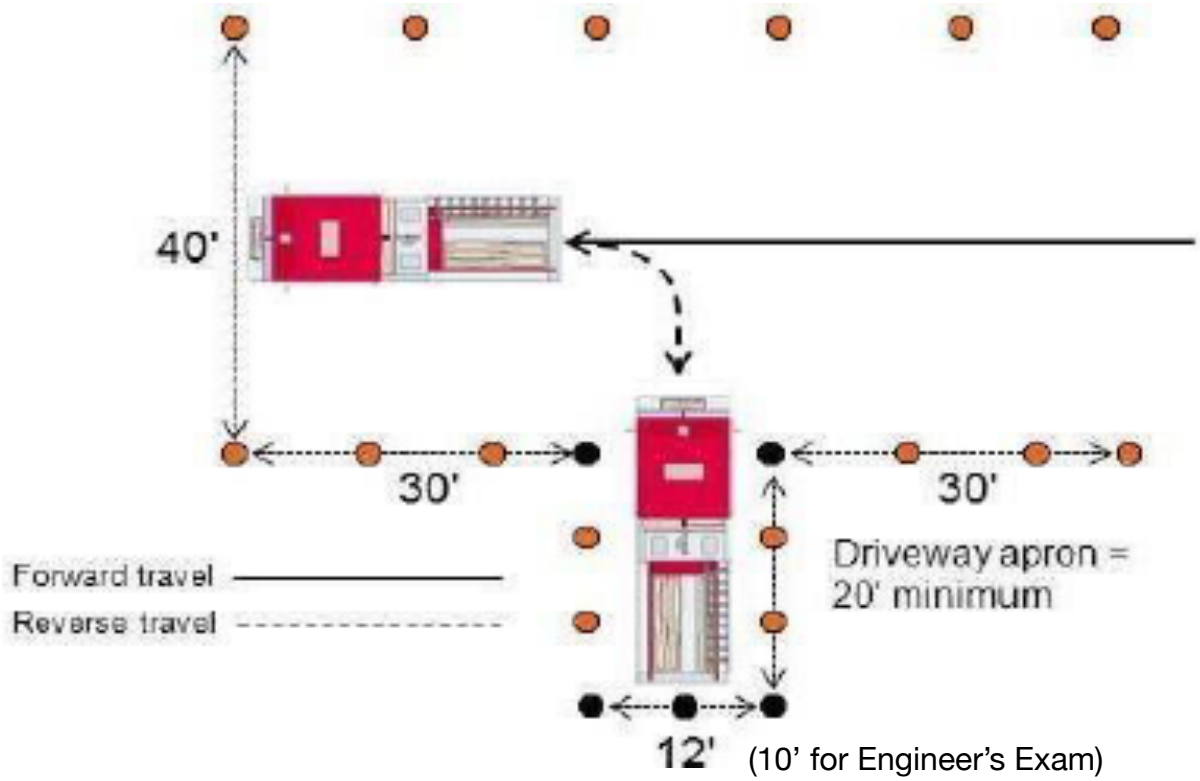 40'
30'
30'
Driveway apron =
20' minimum
Forward travel
Reverse travel
12' (10’ for Engineer’s Exam)